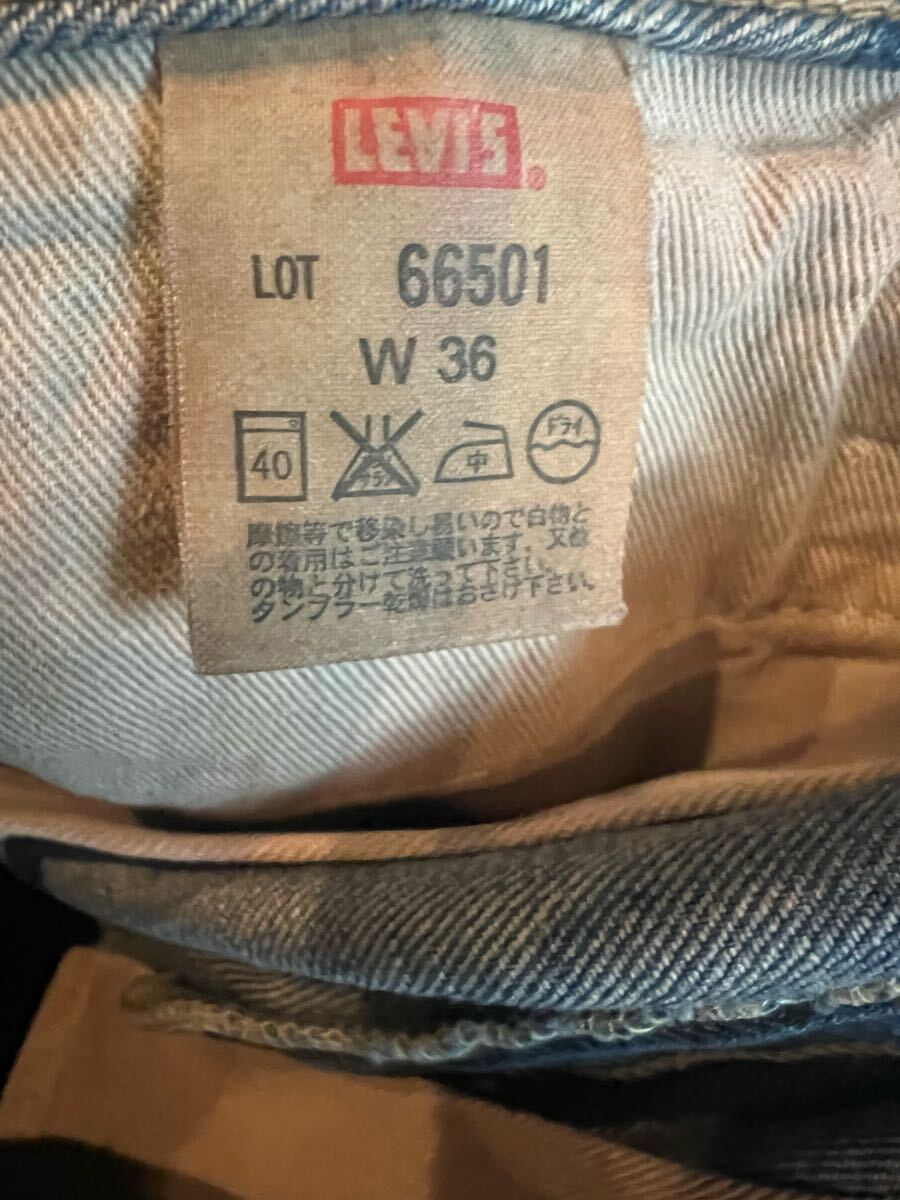 LEVI'S®
LOT 66501
W 36
40
中
ドライ
摩擦等で移染し易いので白物と
の着用はご注意願います。又他
の物と分けて洗って下さい。
タンブラー乾燥はおさけ下さい。